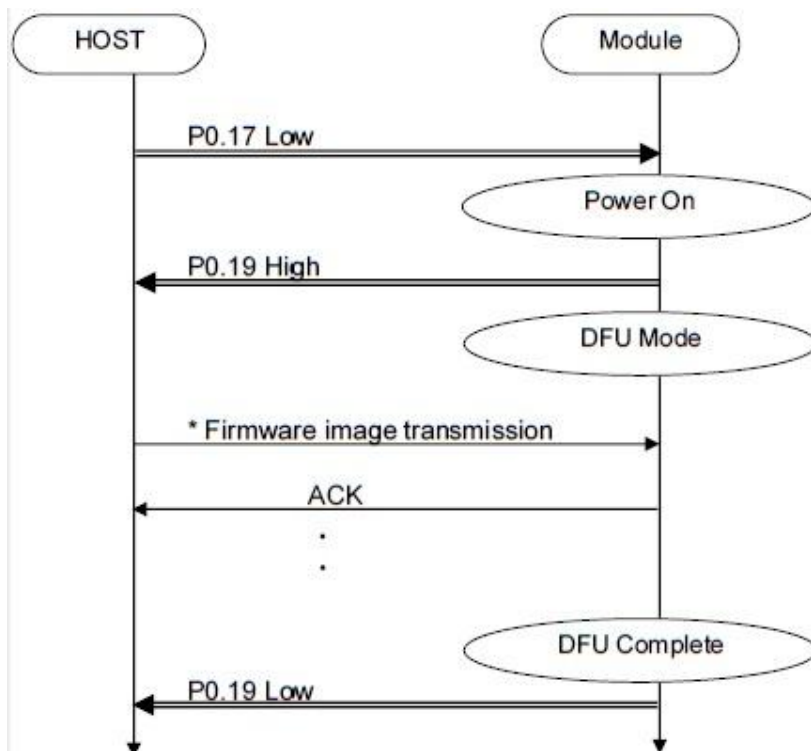 HOST
Module
P0.17 Low
Power On
P0.19 High
DFU Mode
* Firmware image transmission
ACK
DFU Complete
P0.19 Low